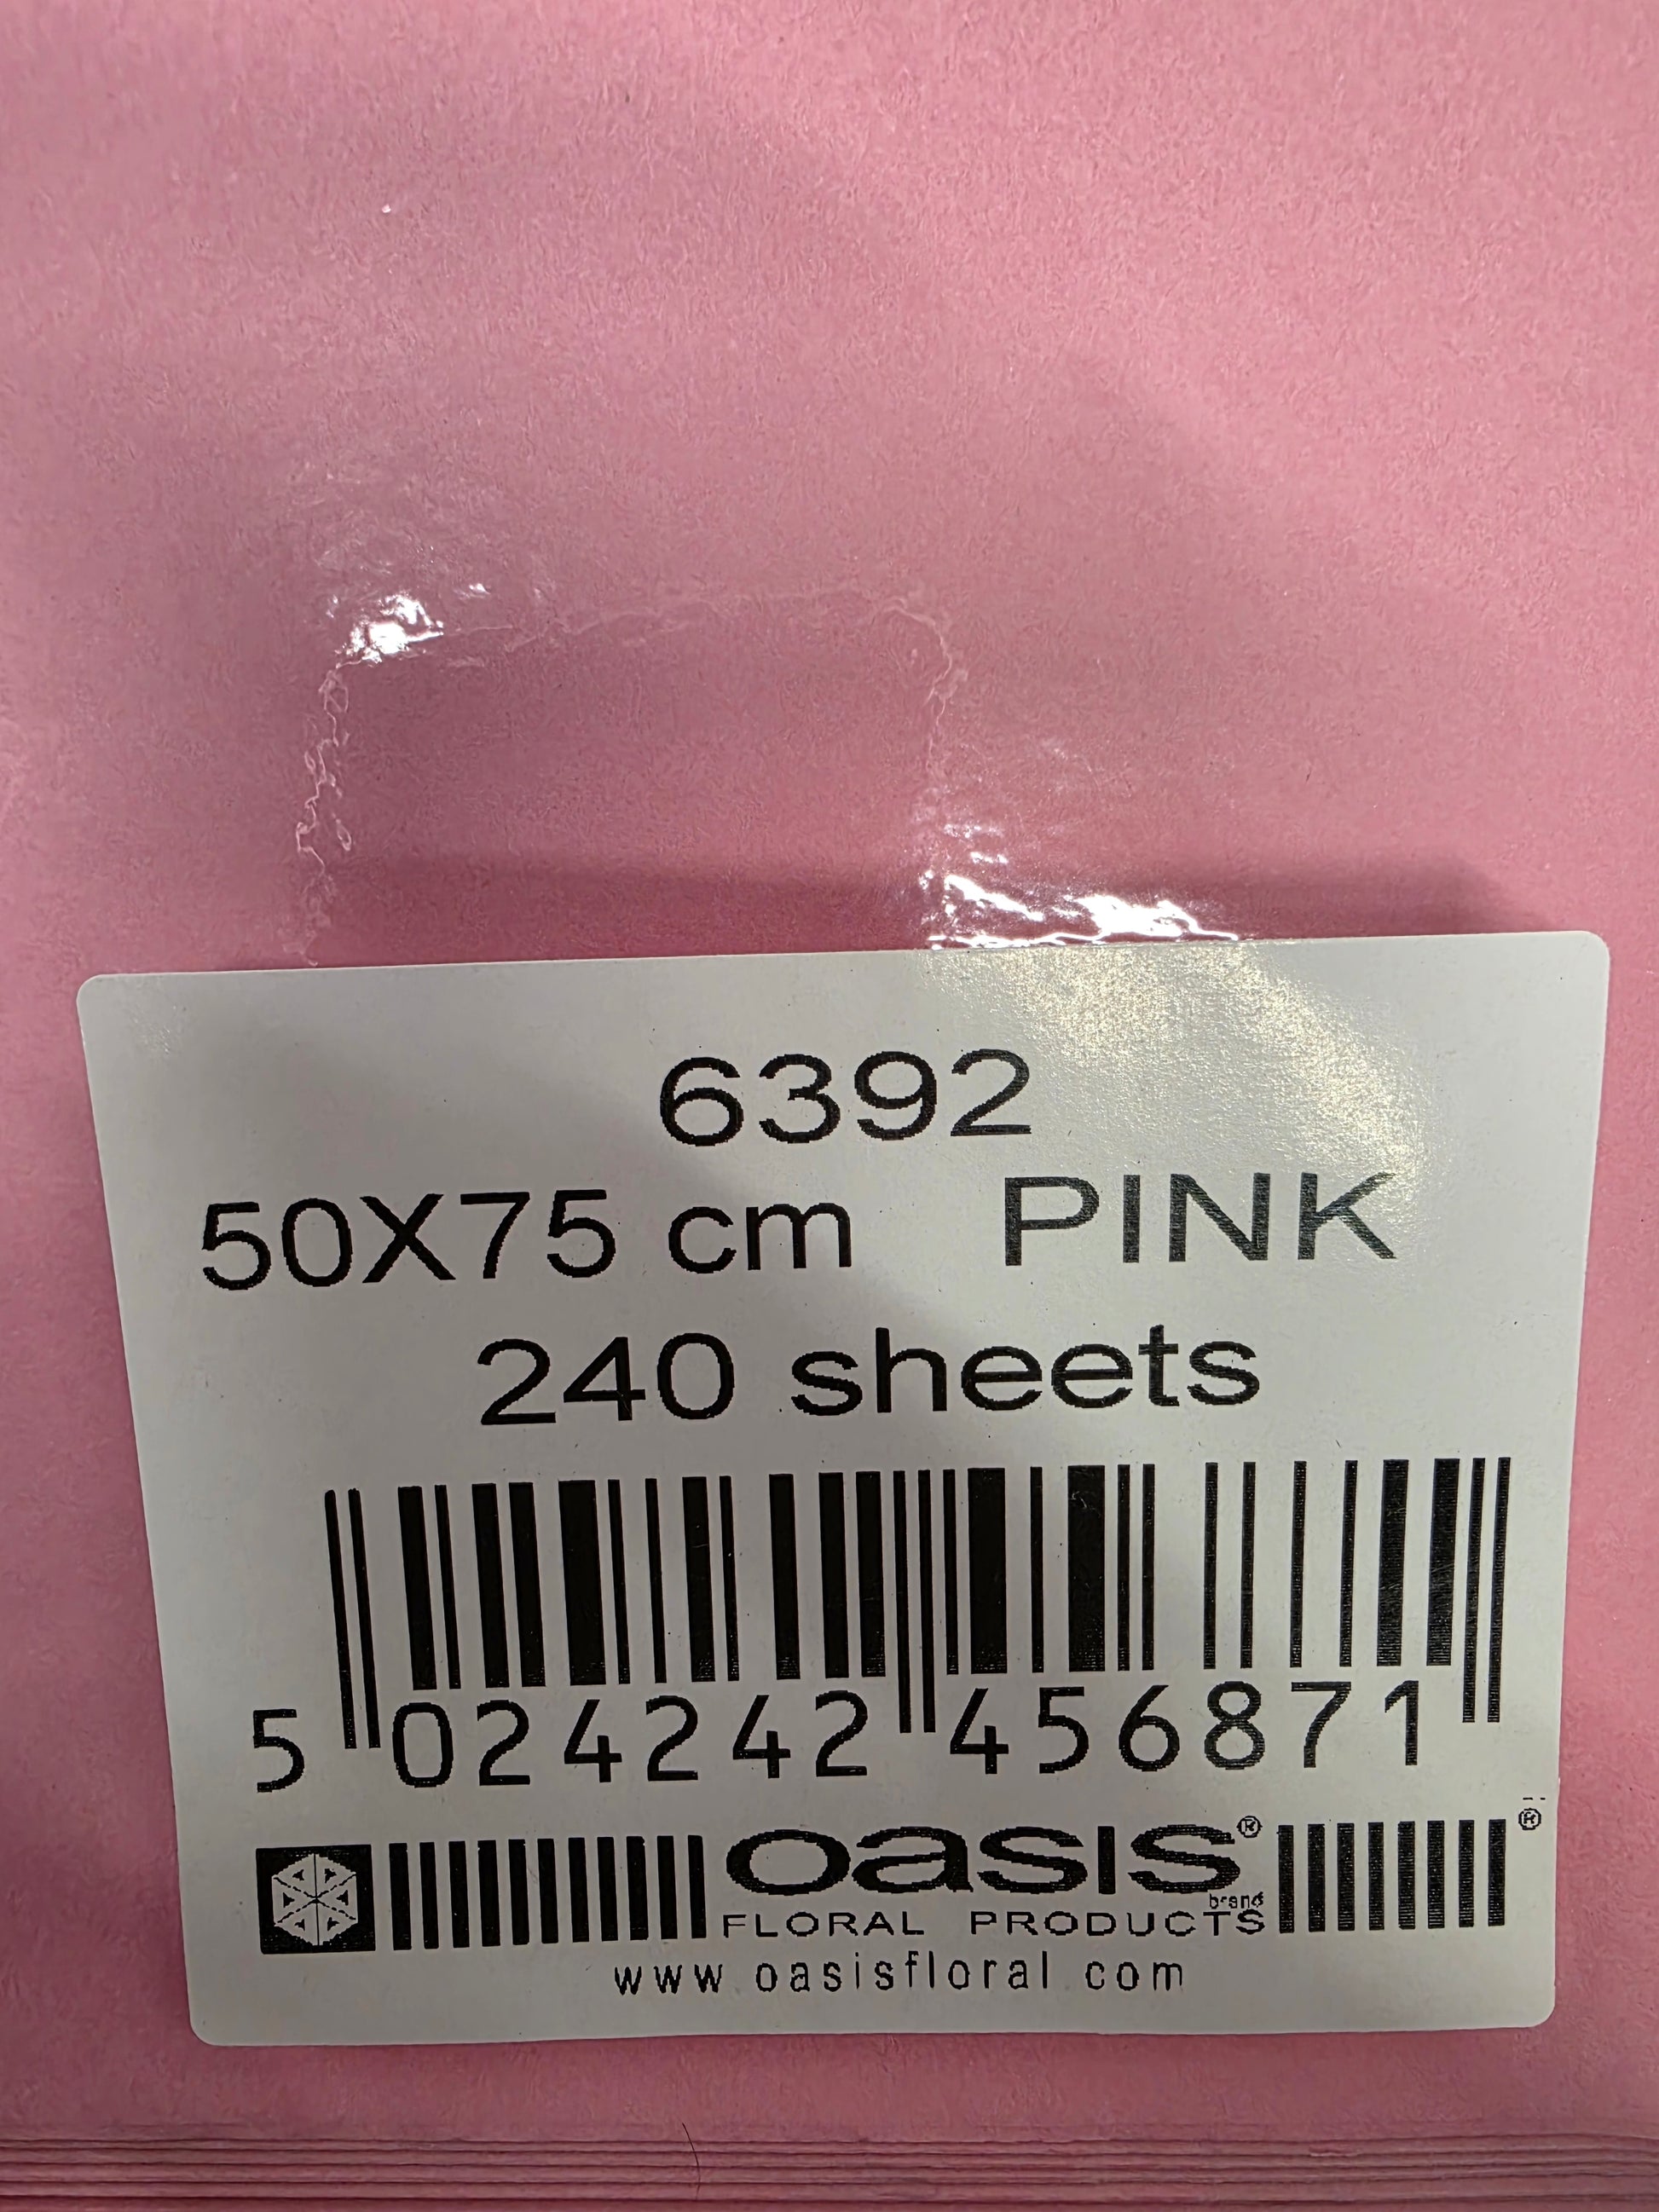 6392
50X75 cm PINK
240 sheets
5 024242 456871
oasis®
brand
FLORAL PRODUCTS
®
www oasisfloral com